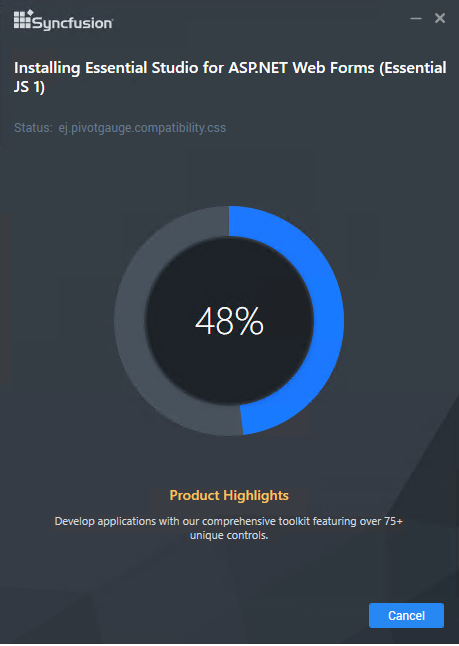 Syncfusion
Installing Essential Studio for ASP.NET Web Forms (Essential
JS 1)
Status: ej.pivotgauge.compatibility.css
48%
Product Highlights
Develop applications with our comprehensive toolkit featuring over 75+
unique controls.
Cancel